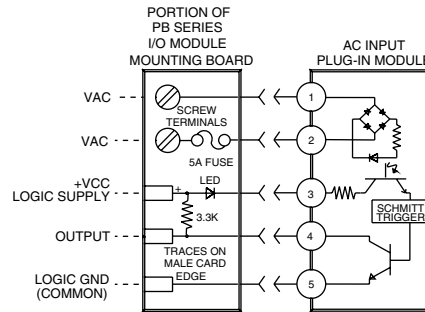 PORTION OF
PB SERIES
I/O MODULE
MOUNTING BOARD
AC INPUT
PLUG-IN MODULE
VAC
SCREW
TERMINALS
1
VAC
5A FUSE
2
+VCC
LOGIC SUPPLY
+
LED
3
3.3K
SCHMITT
TRIGGER
OUTPUT
4
TRACES ON
MALE CARD
EDGE
LOGIC GND
(COMMON)
5